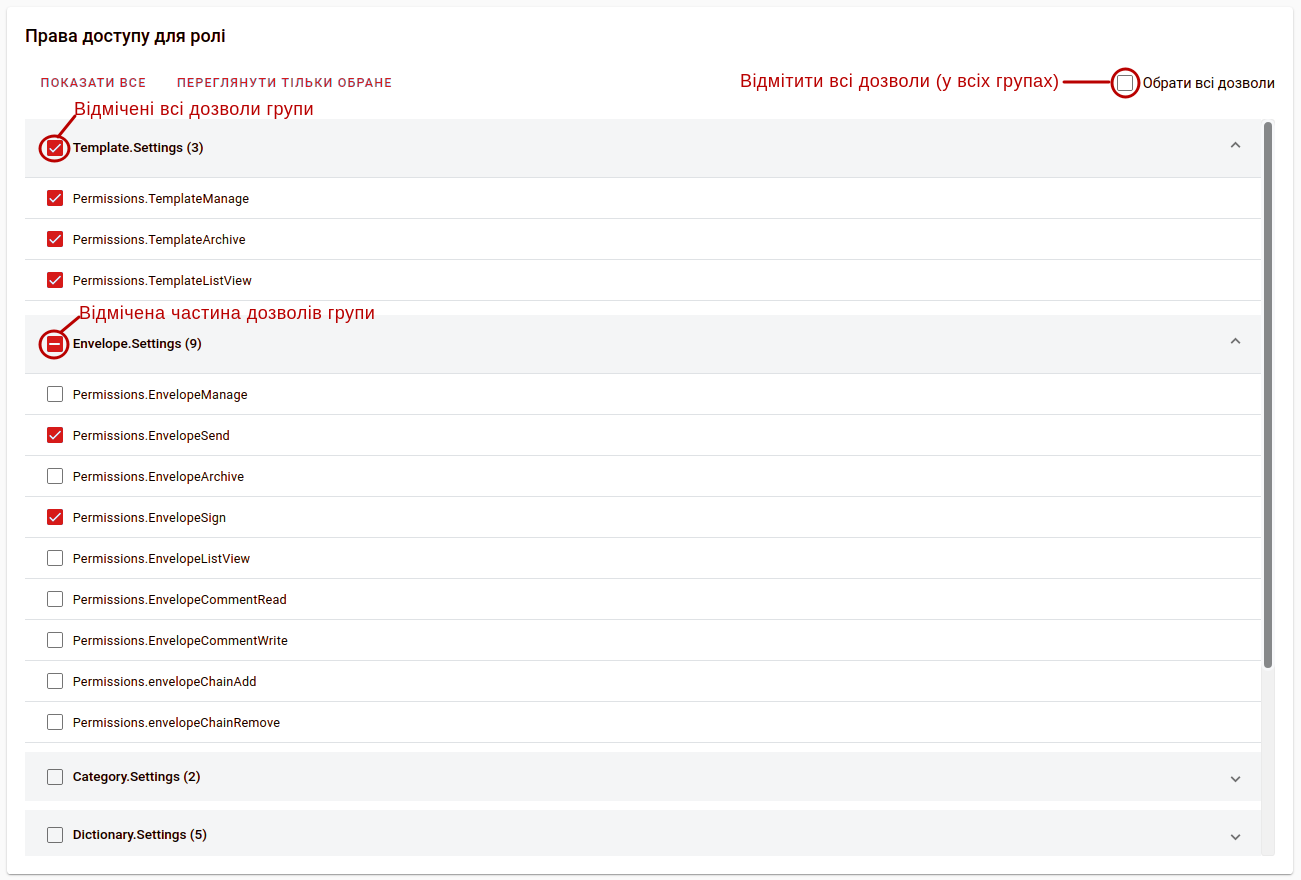 Права доступу для ролі
ПОКАЗАТИ ВСЕ ПЕРЕГЛЯНУТИ ТІЛЬКИ ОБРАНЕ Відмітити всі дозволи (у всіх групах) Обрати всі дозволи
Відмічені всі дозволи групи
Template.Settings (3)
Permissions.TemplateManage
Permissions.TemplateArchive
Permissions.TemplateListView
Відмічена частина дозволів групи
Envelope.Settings (9)
Permissions.EnvelopeManage
Permissions.EnvelopeSend
Permissions.EnvelopeArchive
Permissions.EnvelopeSign
Permissions.EnvelopeListView
Permissions.EnvelopeCommentRead
Permissions.EnvelopeCommentWrite
Permissions.envelopeChainAdd
Permissions.envelopeChainRemove
Category.Settings (2)
Dictionary.Settings (5)